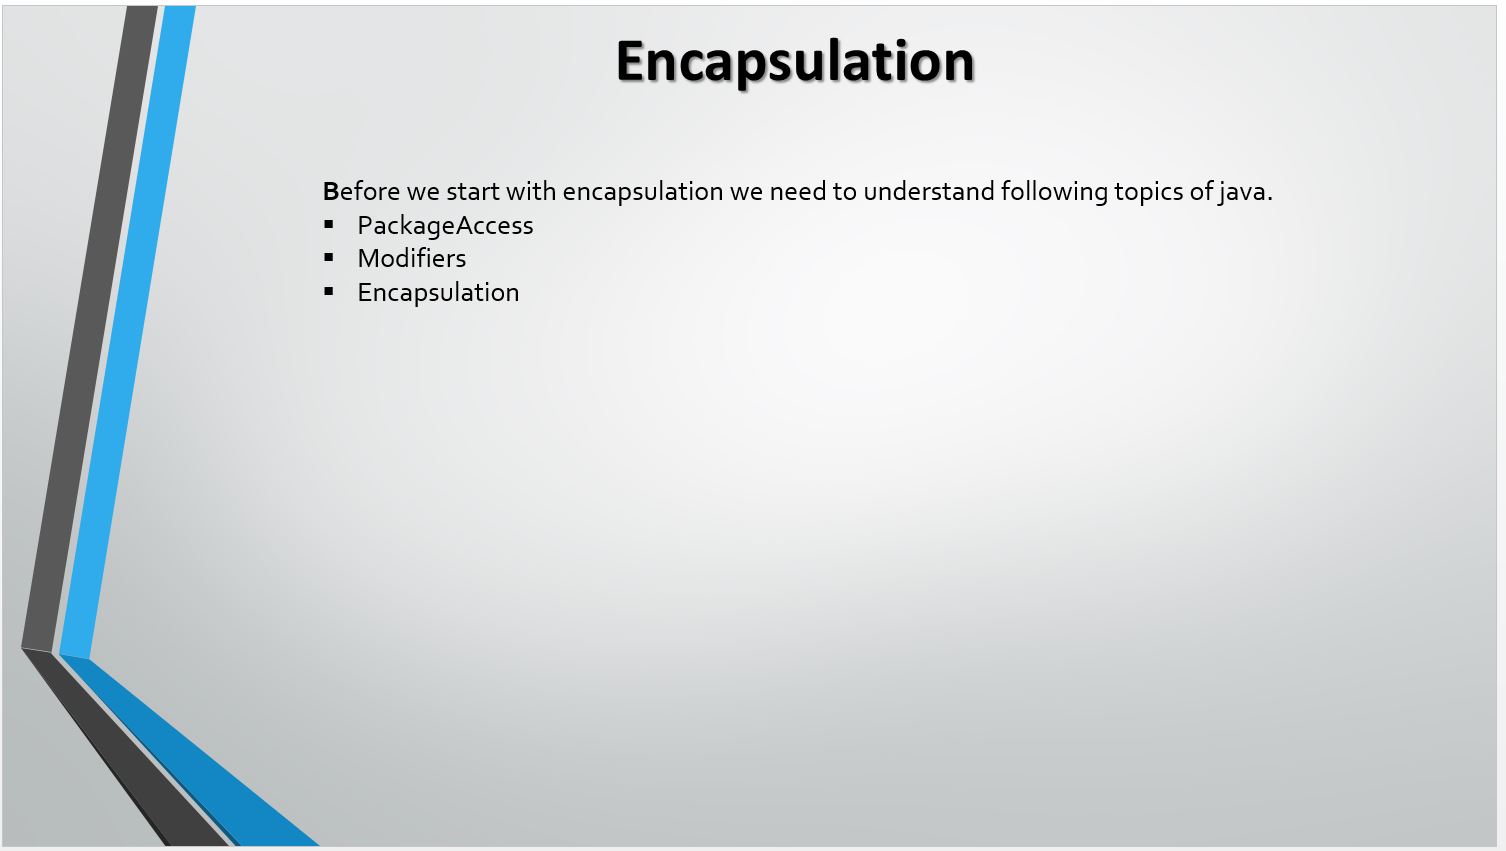 Encapsulation
Before we start with encapsulation we need to understand following topics of java.
▪ PackageAccess
▪ Modifiers
▪ Encapsulation